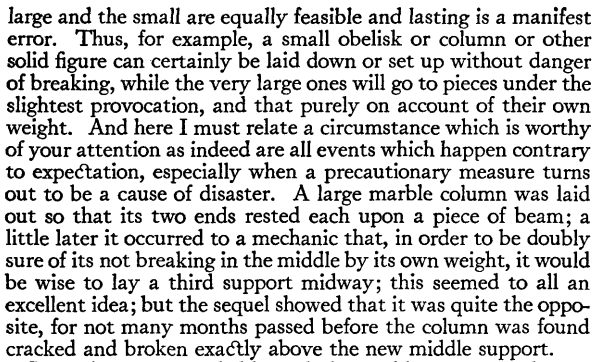 large and the small are equally feasible and lasting is a manifest
error. Thus, for example, a small obelisk or column or other
solid figure can certainly be laid down or set up without danger
of breaking, while the very large ones will go to pieces under the
slightest provocation, and that purely on account of their own
weight. And here I must relate a circumstance which is worthy
of your attention as indeed are all events which happen contrary
to expectation, especially when a precautionary measure turns
out to be a cause of disaster. A large marble column was laid
out so that its two ends rested each upon a piece of beam; a
little later it occurred to a mechanic that, in order to be doubly
sure of its not breaking in the middle by its own weight, it would
be wise to lay a third support midway; this seemed to all an
excellent idea; but the sequel showed that it was quite the oppo-
site, for not many months passed before the column was found
cracked and broken exactly above the new middle support.